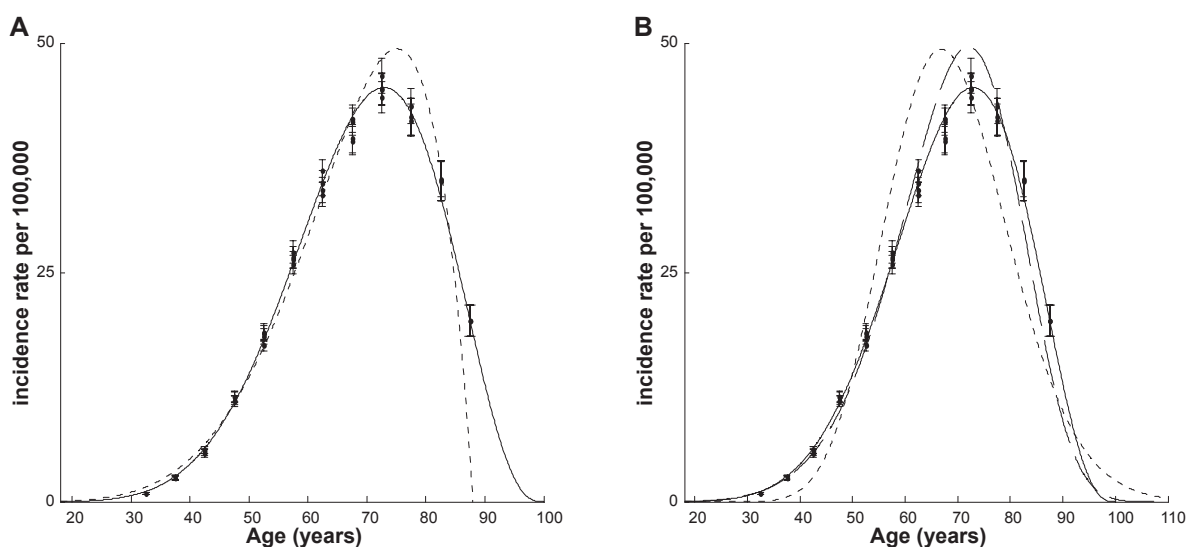 A
50
25
0
incidence rate per 100,000
20 30 40 50 60 70 80 90 100
Age (years)
B
50
25
0
incidence rate per 100,000
20 30 40 50 60 70 80 90 100 110
Age (years)